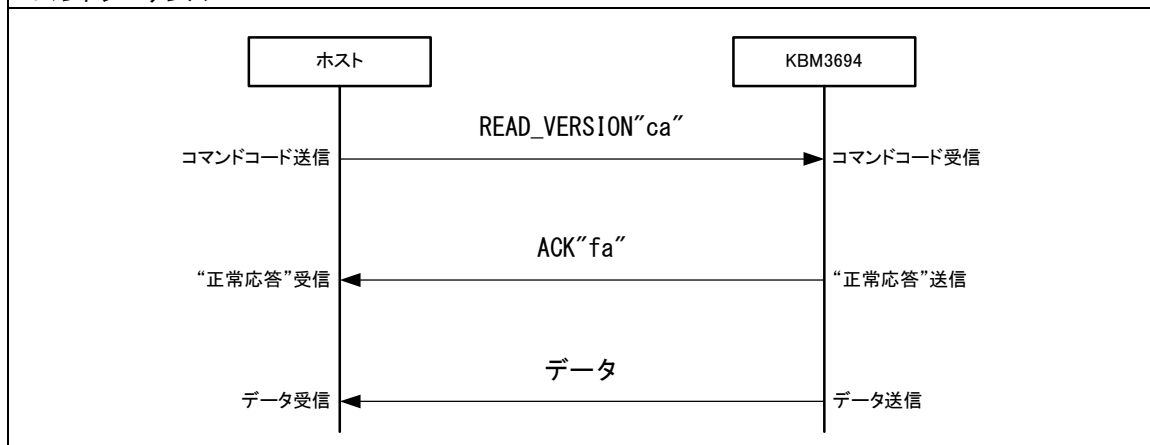 ホスト KBM3694
READ_VERSION"ca"
コマンドコード送信 コマンドコード受信
ACK"fa"
“正常応答”受信 “正常応答”送信
データ
データ受信 データ送信